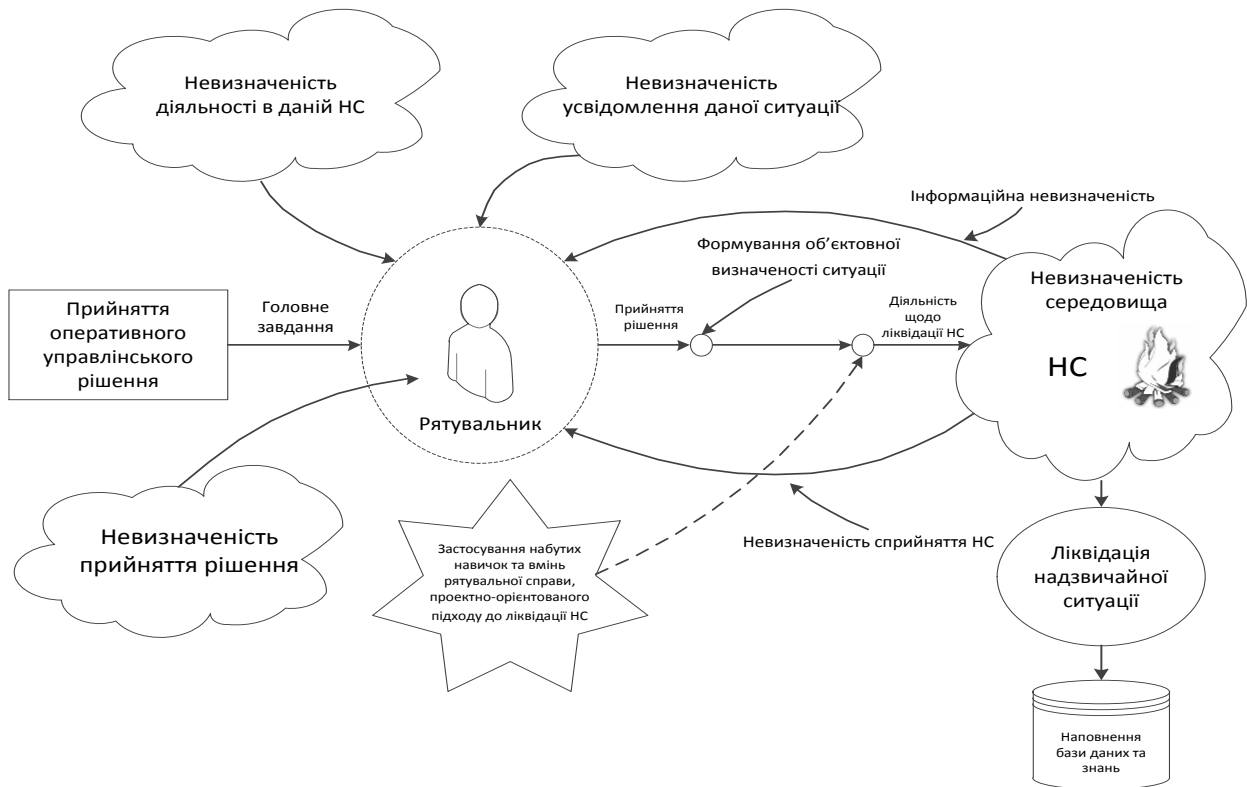 Невизначеність
діяльності в даній НС
Невизначеність
усвідомлення даної ситуації
Інформаційна невизначеність
Формування об’єктовної
визначеності ситуації
Невизначеність
середовища
НС
Прийняття
оперативного
управлінського
рішення
Головне
завдання
Рятувальник
Прийняття
рішення
Діяльність
щодо
ліквідації НС
Невизначеність
прийняття рішення
Застосування набутих
навичок та вмінь
рятувальної справи,
проектно-орієнтованого
підходу до ліквідації НС
Невизначеність сприйняття НС
Ліквідація
надзвичайної
ситуації
Наповнення
бази даних та
знань